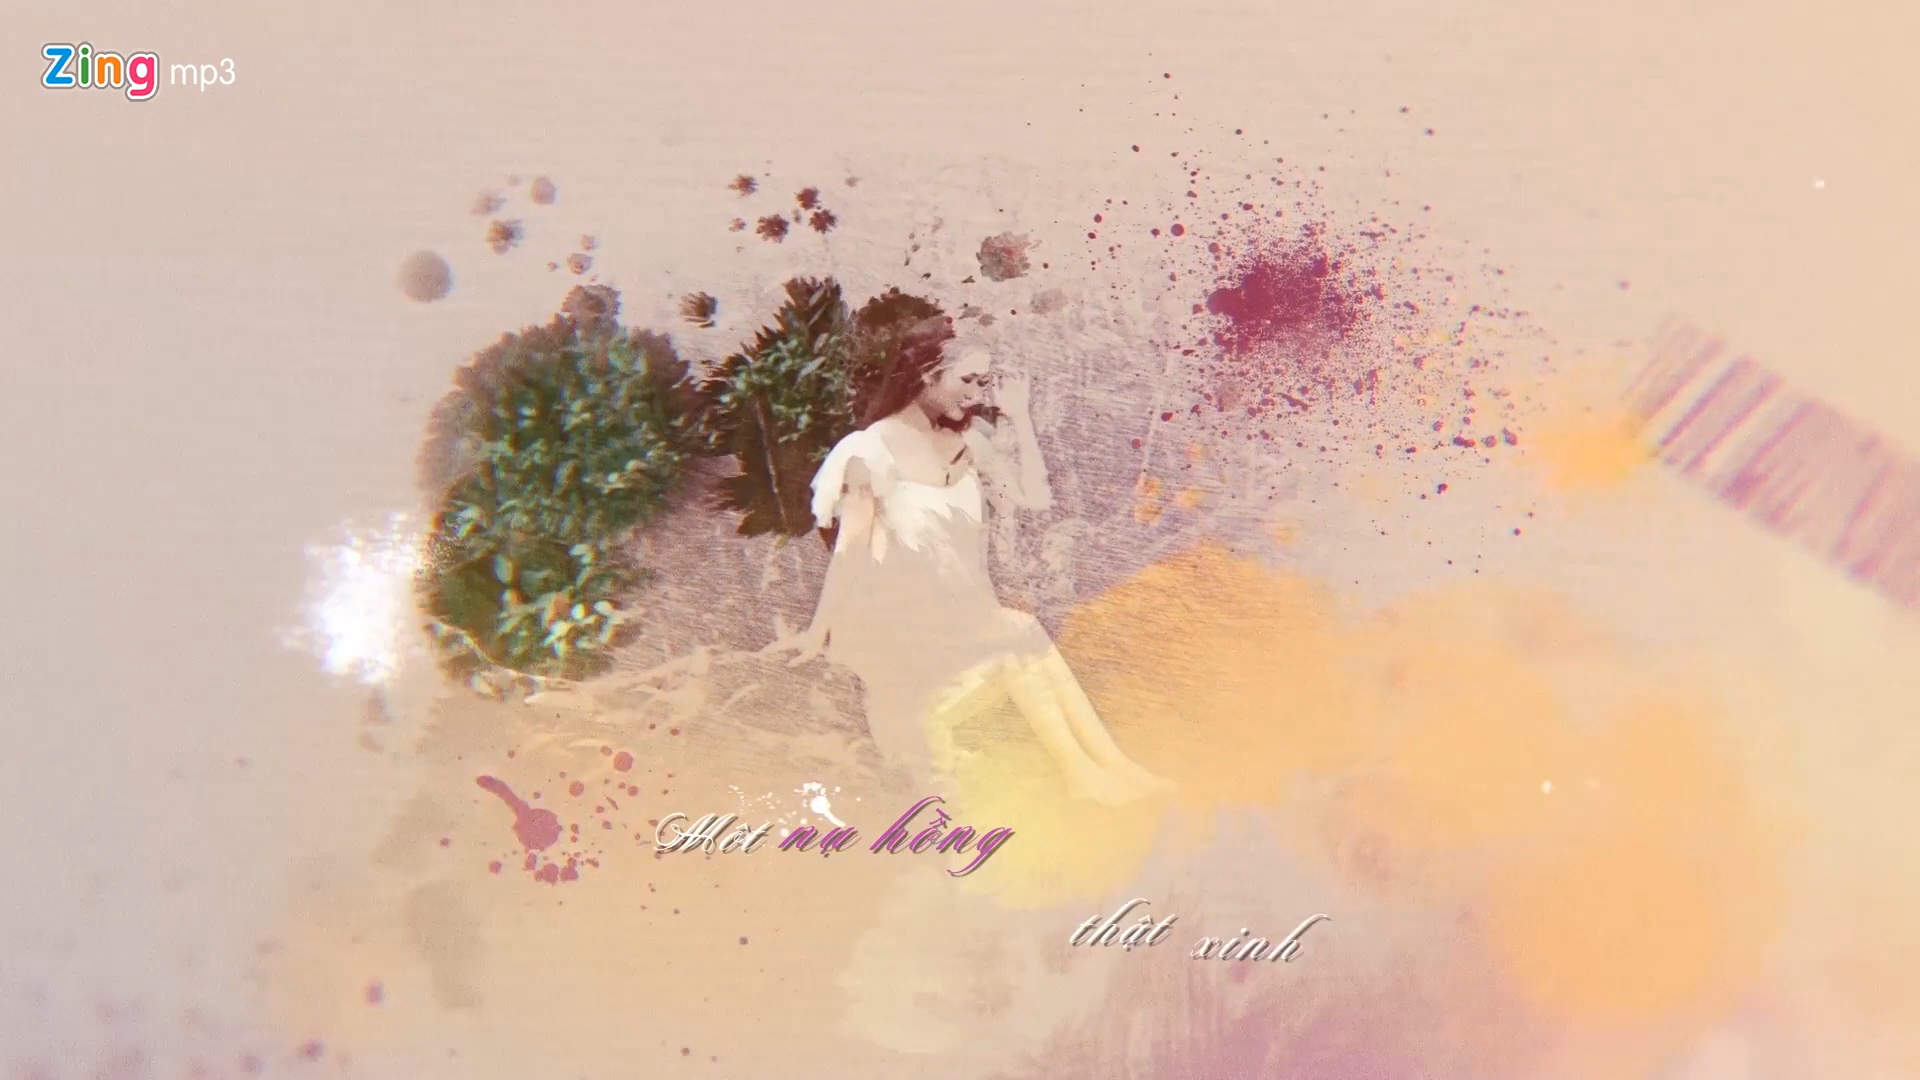 Zing mp3
Một nụ hồng
thật xinh